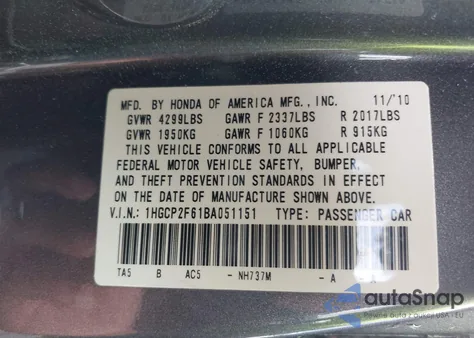 MFD. BY HONDA OF AMERICA MFG., INC. 11/'10
GVWR 4299LBS GAWR F 2337LBS R 2017LBS
GVWR 1950KG GAWR F 1060KG R 915KG
THIS VEHICLE CONFORMS TO ALL APPLICABLE
FEDERAL MOTOR VEHICLE SAFETY, BUMPER,
AND THEFT PREVENTION STANDARDS IN EFFECT
ON THE DATE OF MANUFACTURE SHOWN ABOVE.
V.I.N.: 1HGCP2F61BA051151 TYPE: PASSENGER CAR
TA5 B AC5 - NH737M - A
autoSnap